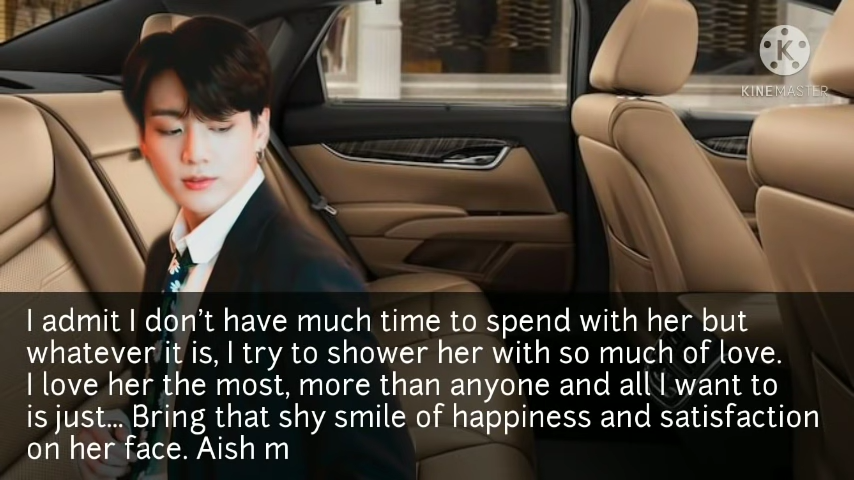 K
KINEMASTER
I admit I don't have much time to spend with her but
whatever it is, I try to shower her with so much of love.
I love her the most, more than anyone and all I want to
is just... Bring that shy smile of happiness and satisfaction
on her face. Aish m